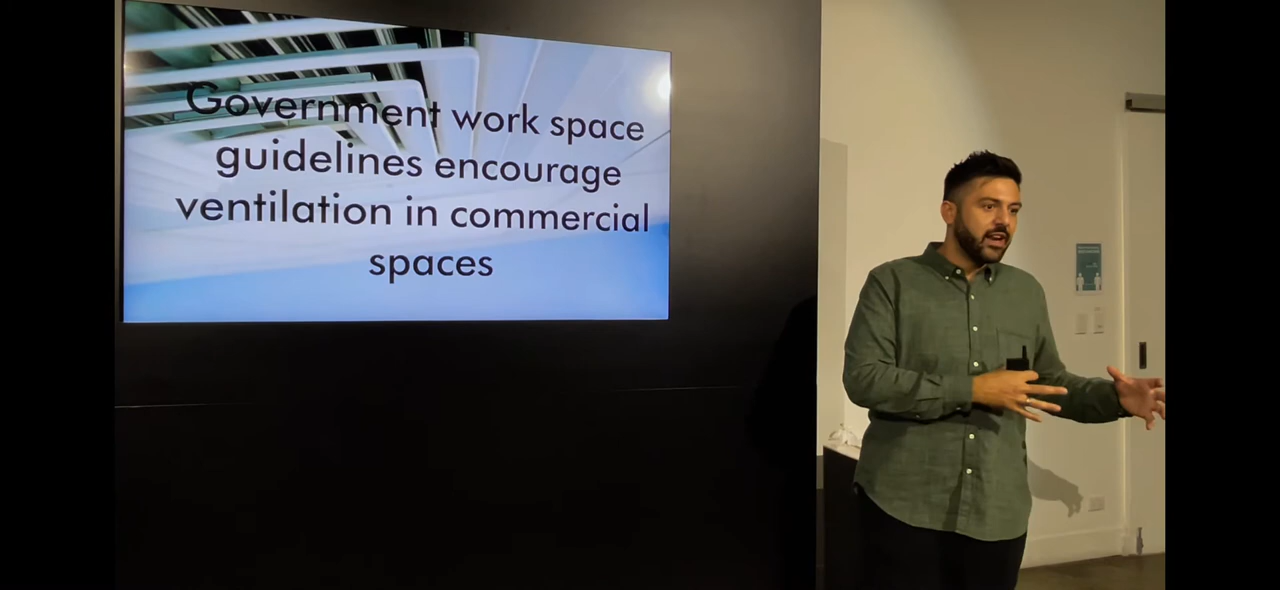 Government work space
guidelines encourage
ventilation in commercial
spaces